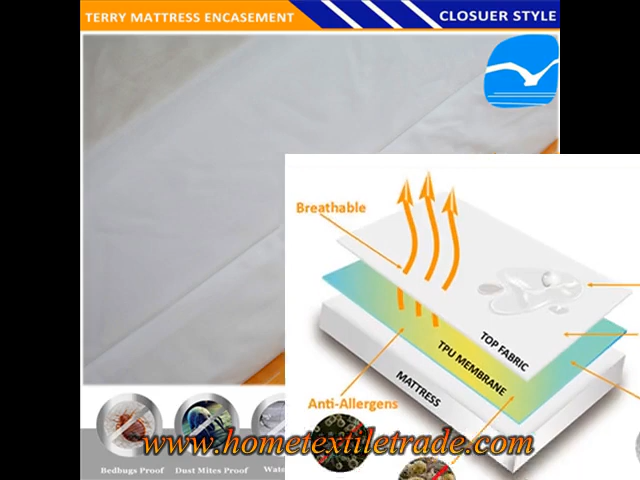 TERRY MATTRESS ENCASEMENT
CLOSUER STYLE
Breathable
TOP FABRIC
TPU MEMBRANE
MATTRESS
Anti-Allergens
www.hometextiletrade.com
Bedbugs Proof
Dust Mites Proof
Wate